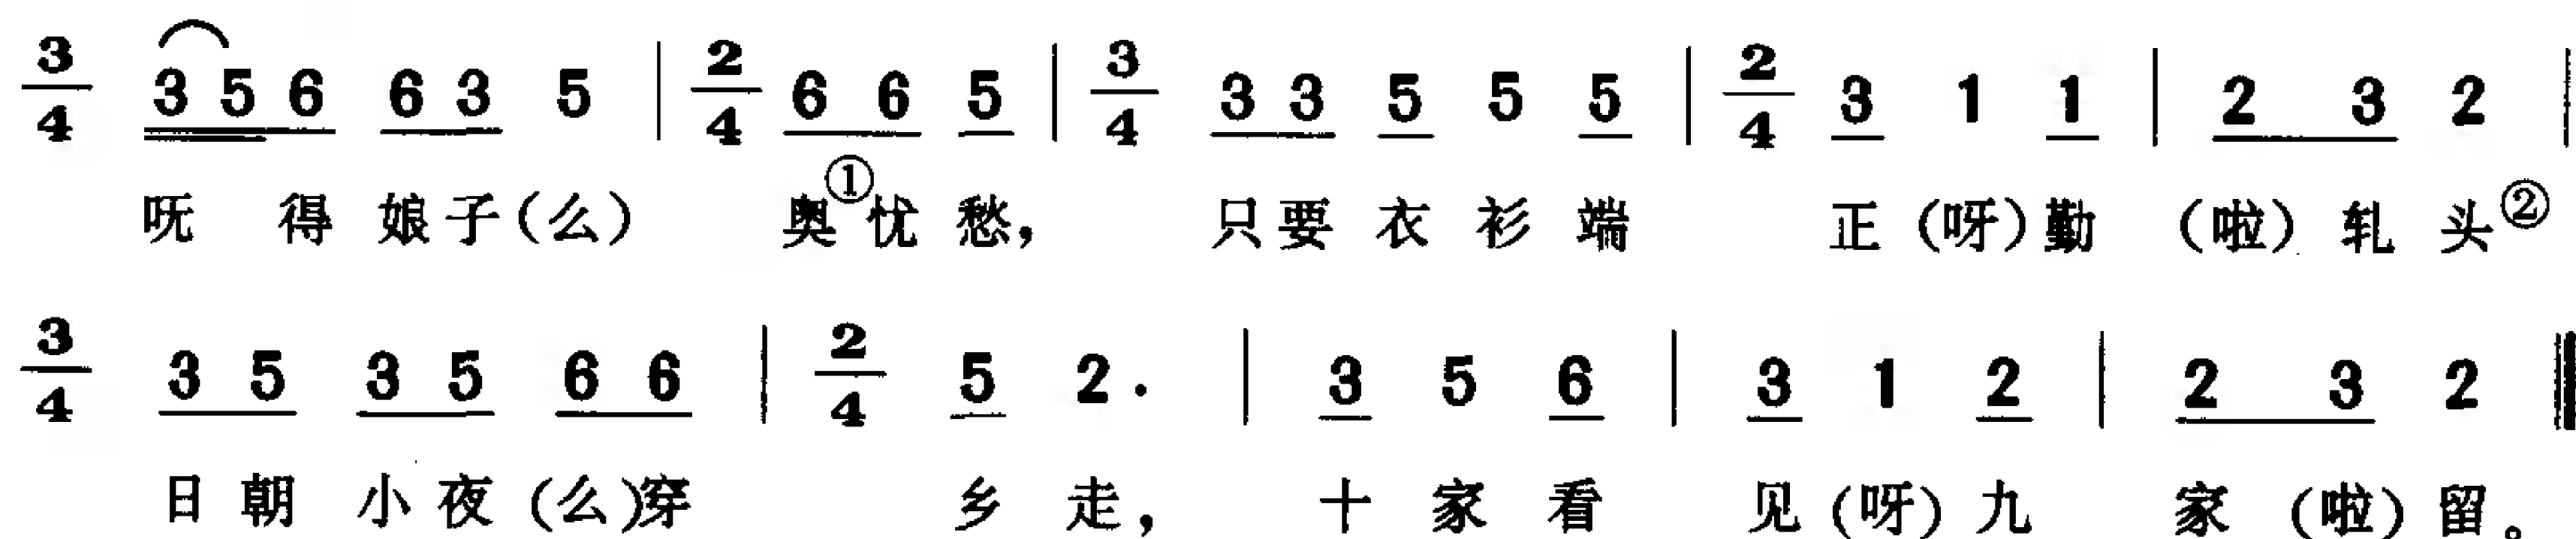 3/4 3 5 6 6 3 5 | 2/4 6 6 5 | 3/4 3 3 5 5 5 | 2/4 3 1 1 | 2 3 2 |
呒 得 娘 子(么) 奥①忧 愁, 只 要 衣 衫 端 正 (呀)勤 (啦) 轧 头②
3/4 3 5 3 5 6 6 | 2/4 5 2. | 3 5 6 | 3 1 2 | 2 3 2 ‖
日 朝 小 夜 (么)穿 乡 走, 十 家 看 见 (呀) 九 家 (啦) 留。